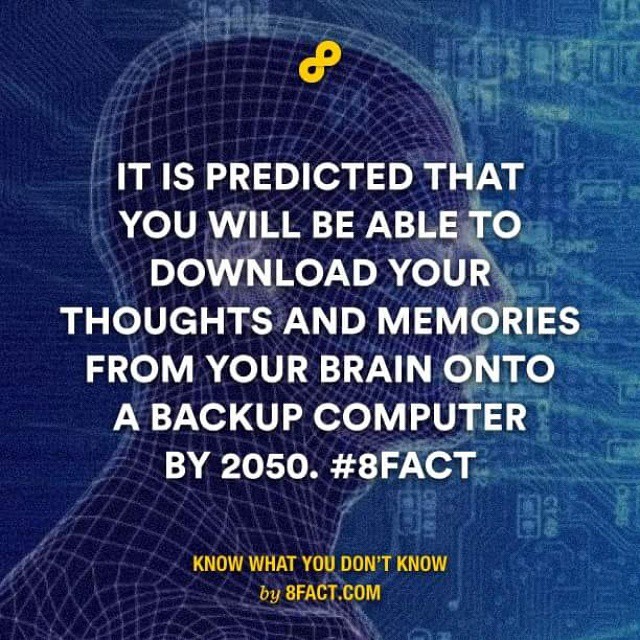 IT IS PREDICTED THAT
YOU WILL BE ABLE TO
DOWNLOAD YOUR
THOUGHTS AND MEMORIES
FROM YOUR BRAIN ONTO
A BACKUP COMPUTER
BY 2050. #8FACT
KNOW WHAT YOU DON'T KNOW
by 8FACT.COM